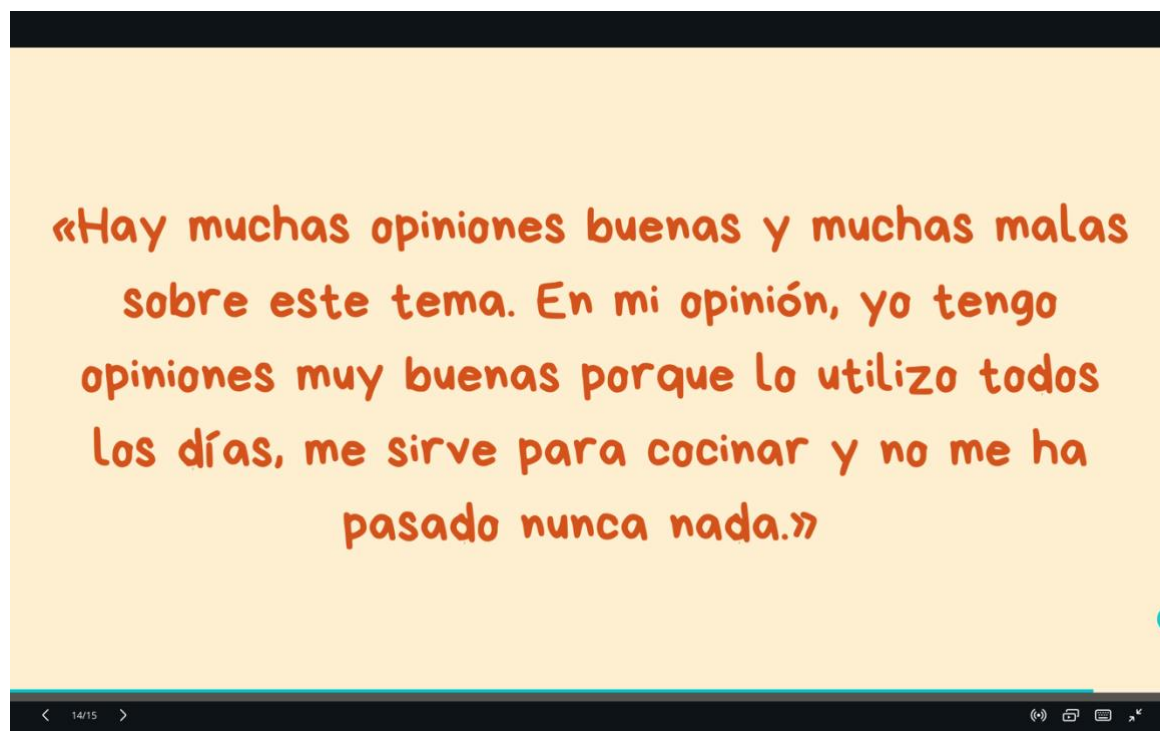 «Hay muchas opiniones buenas y muchas malas
sobre este tema. En mi opinión, yo tengo
opiniones muy buenas porque lo utilizo todos
los días, me sirve para cocinar y no me ha
pasado nunca nada.»
14/15